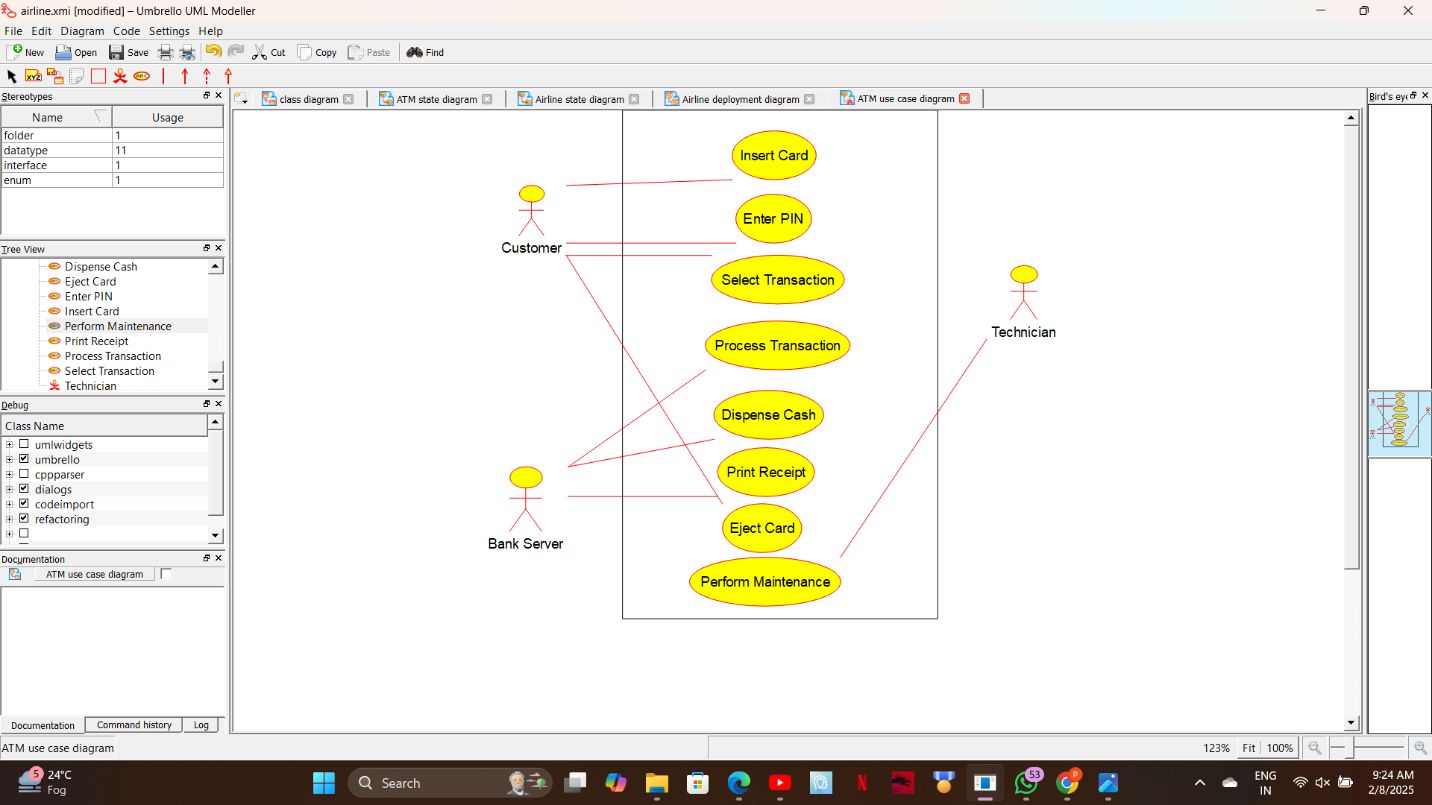 airline.xmi [modified] – Umbrello UML Modeller
File Edit Diagram Code Settings Help
New Open Save Cut Copy Paste Find
Stereotypes
Name Usage
folder 1
datatype 11
interface 1
enum 1
Tree View
Dispense Cash
Eject Card
Enter PIN
Insert Card
Perform Maintenance
Print Receipt
Process Transaction
Select Transaction
Technician
Debug
Class Name
umlwidgets
umbrello
cppparser
dialogs
codeimport
refactoring
Documentation
ATM use case diagram
Documentation Command history Log
class diagram ATM state diagram Airline state diagram Airline deployment diagram ATM use case diagram
Bird's eye
Insert Card
Enter PIN
Customer
Select Transaction
Technician
Process Transaction
Dispense Cash
Print Receipt
Eject Card
Bank Server
Perform Maintenance
ATM use case diagram
123% Fit 100%
5 24°C
Fog
Search
53
P
ENG
IN
9:24 AM
2/8/2025